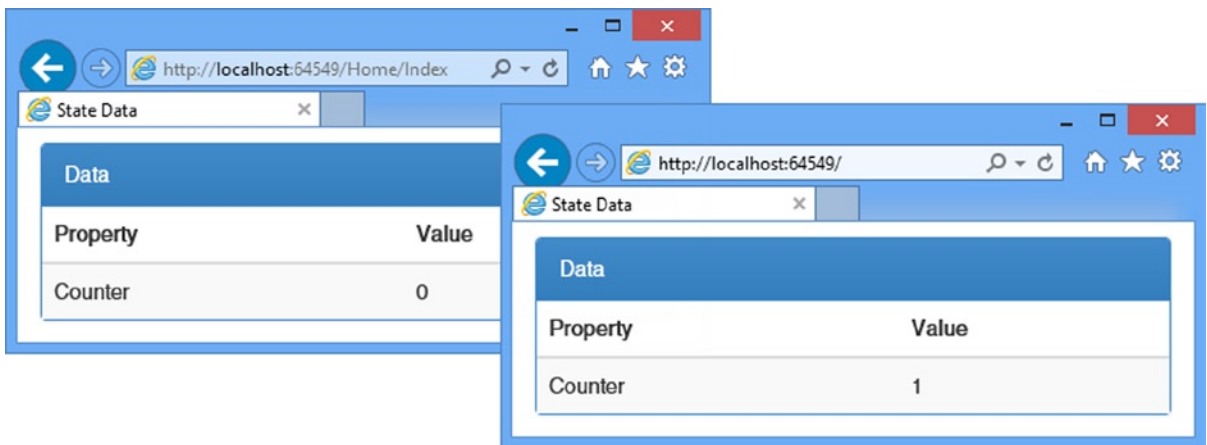 http://localhost:64549/Home/Index
State Data
Data
Property Value
Counter 0
http://localhost:64549/
State Data
Data
Property Value
Counter 1